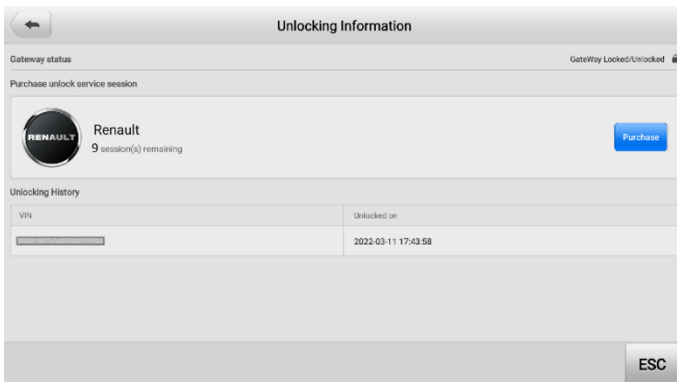 Unlocking Information
Gateway status
GateWay Locked/Unlocked
Purchase unlock service session
RENAULT
Renault
9 session(s) remaining
Purchase
Unlocking History
VIN
Unlocked on
2022-03-11 17:43:58
ESC